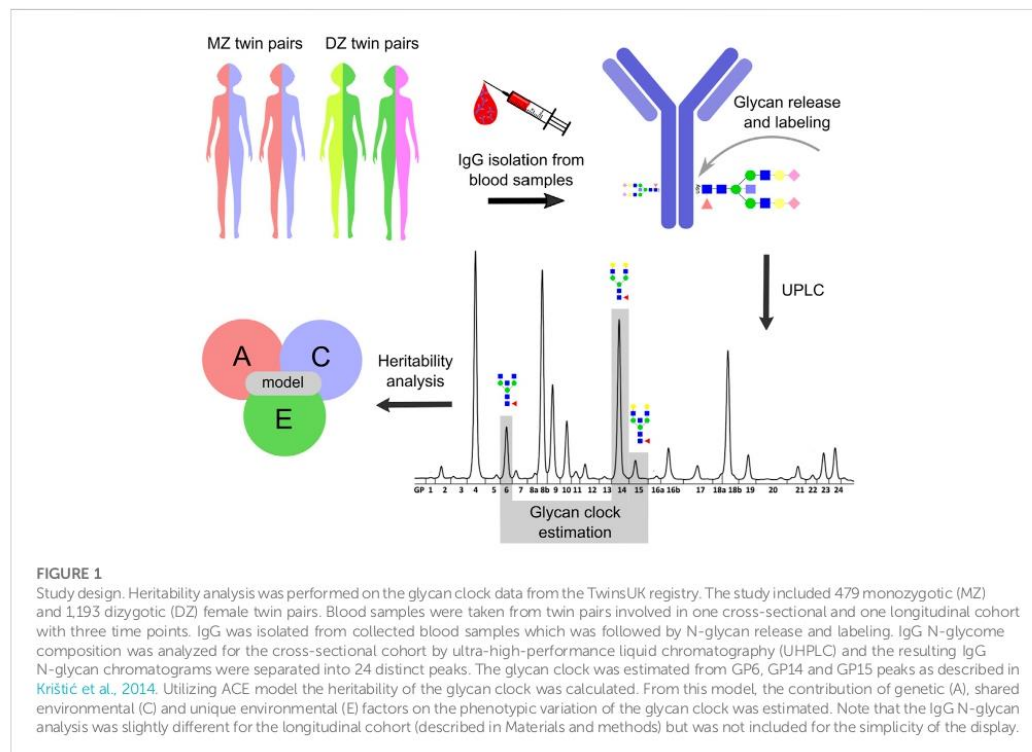 MZ twin pairs
DZ twin pairs
IgG isolation from
blood samples
Glycan release
and labeling
UPLC
Heritability
analysis
A
C
model
E
GP 1 2 3 4 5 6 7 8a 8b 9 10 11 12 13 14 15 16a 16b 17 18a 18b 19 20 21 22 23 24
Glycan clock
estimation
FIGURE 1
Study design. Heritability analysis was performed on the glycan clock data from the TwinsUK registry. The study included 479 monozygotic (MZ)
and 1,193 dizygotic (DZ) female twin pairs. Blood samples were taken from twin pairs involved in one cross-sectional and one longitudinal cohort
with three time points. IgG was isolated from collected blood samples which was followed by N-glycan release and labeling. IgG N-glycome
composition was analyzed for the cross-sectional cohort by ultra-high-performance liquid chromatography (UHPLC) and the resulting IgG
N-glycan chromatograms were separated into 24 distinct peaks. The glycan clock was estimated from GP6, GP14 and GP15 peaks as described in
Krištić et al., 2014. Utilizing ACE model the heritability of the glycan clock was calculated. From this model, the contribution of genetic (A), shared
environmental (C) and unique environmental (E) factors on the phenotypic variation of the glycan clock was estimated. Note that the IgG N-glycan
analysis was slightly different for the longitudinal cohort (described in Materials and methods) but was not included for the simplicity of the display.